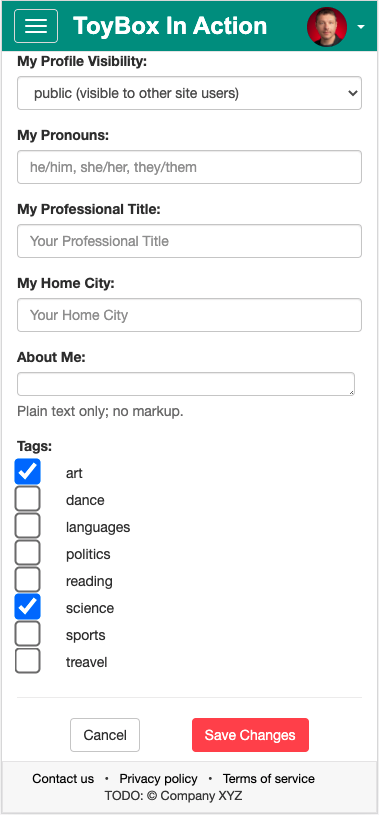 ToyBox In Action
My Profile Visibility:
public (visible to other site users)
My Pronouns:
he/him, she/her, they/them
My Professional Title:
Your Professional Title
My Home City:
Your Home City
About Me:
Plain text only; no markup.
Tags:
art
dance
languages
politics
reading
science
sports
treavel
Cancel Save Changes
Contact us • Privacy policy • Terms of service
TODO: © Company XYZ